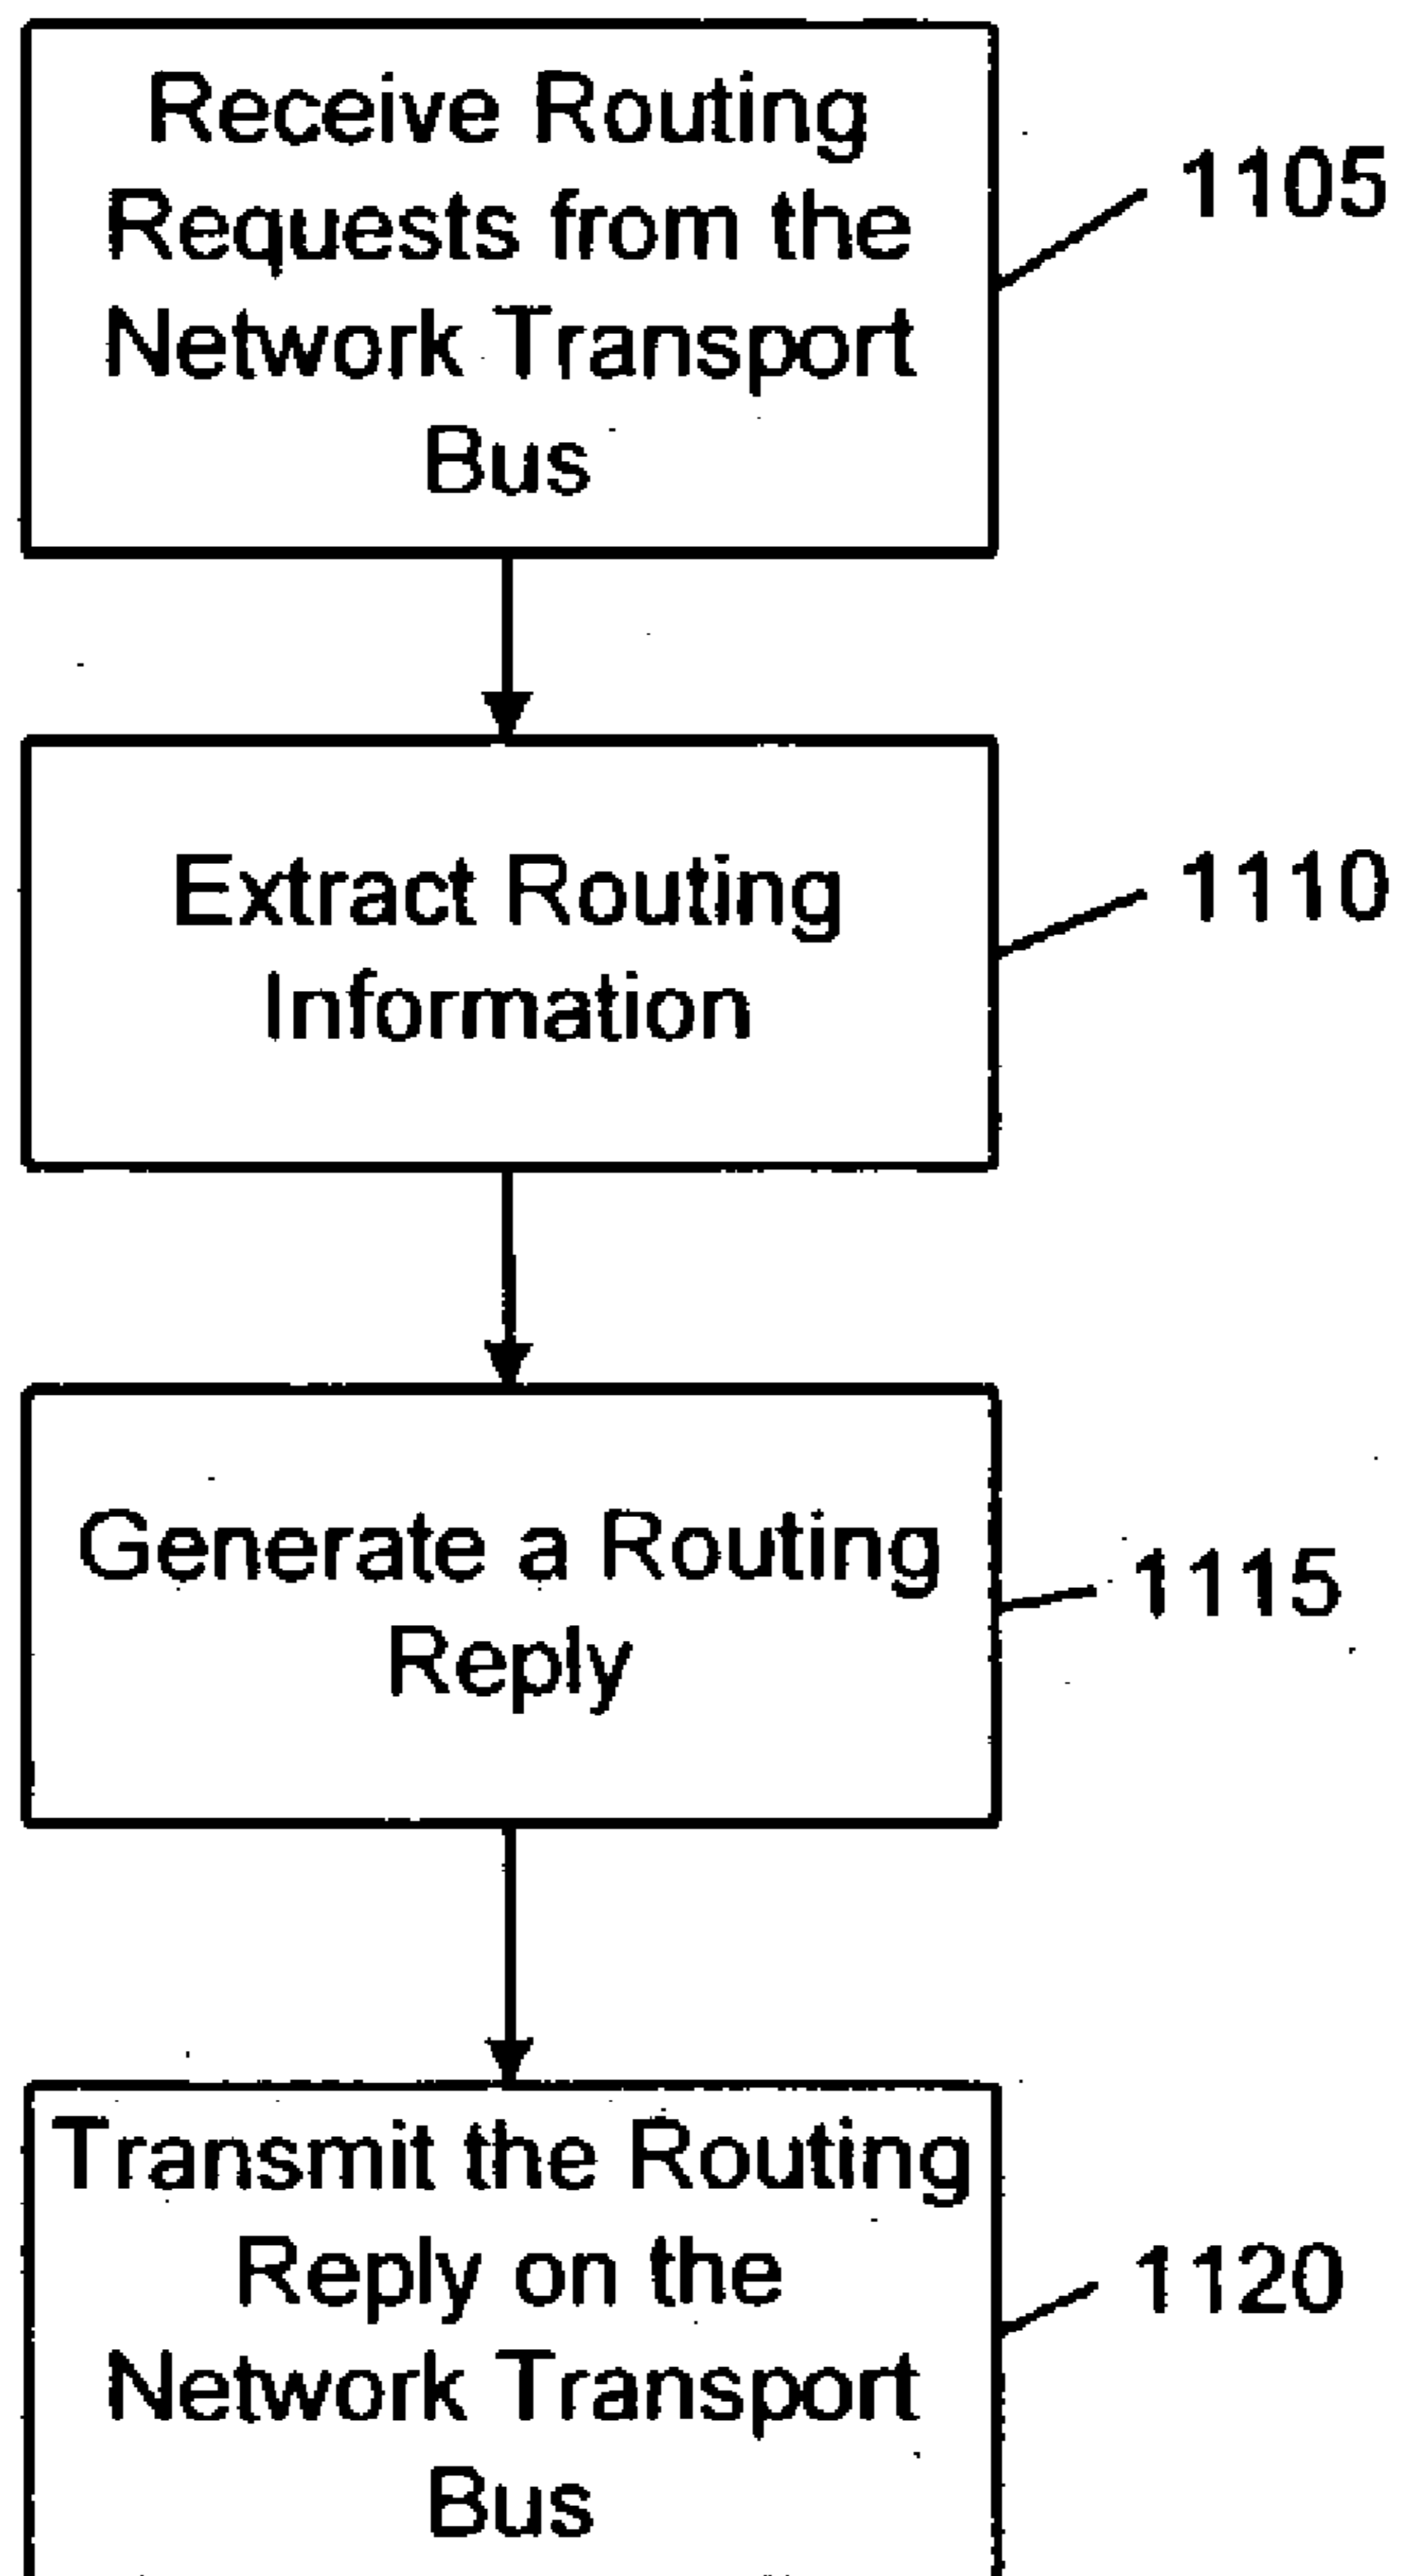 Receive Routing
Requests from the
Network Transport
Bus
1105
Extract Routing
Information
1110
Generate a Routing
Reply
1115
Transmit the Routing
Reply on the
Network Transport
Bus
1120